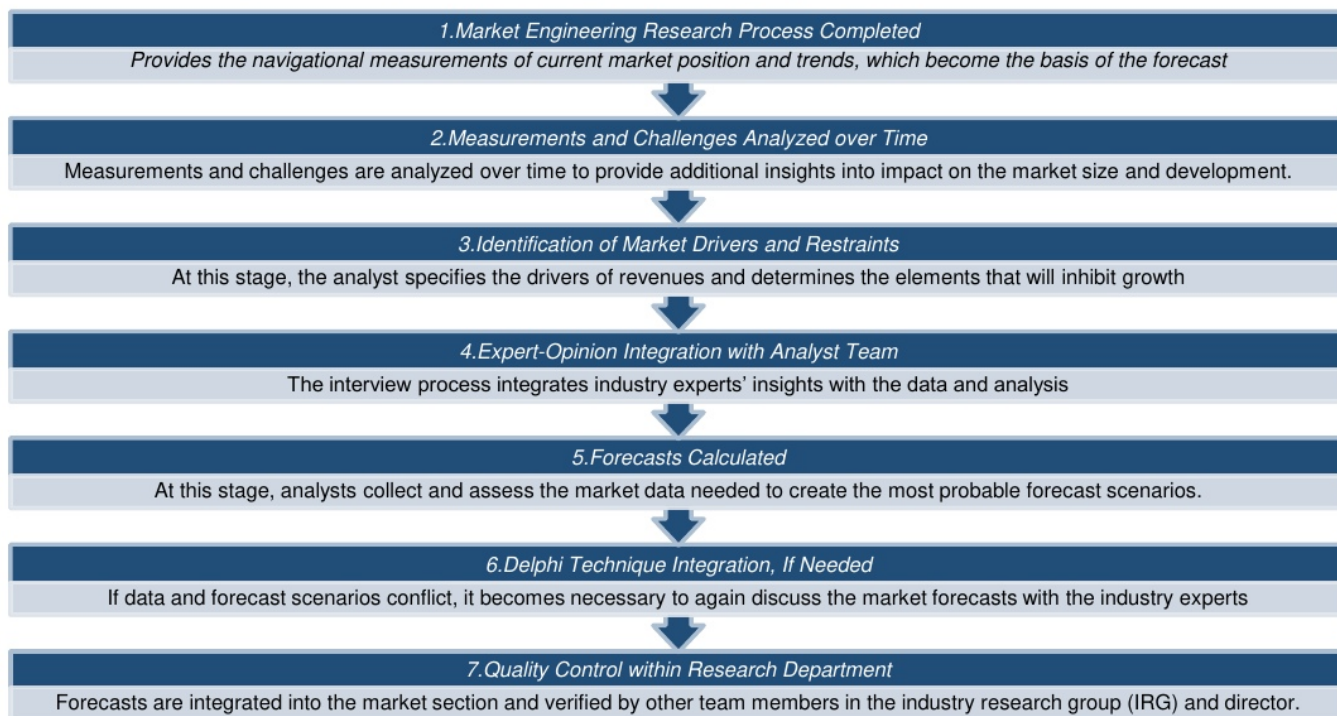 1.Market Engineering Research Process Completed
Provides the navigational measurements of current market position and trends, which become the basis of the forecast
2.Measurements and Challenges Analyzed over Time
Measurements and challenges are analyzed over time to provide additional insights into impact on the market size and development.
3.Identification of Market Drivers and Restraints
At this stage, the analyst specifies the drivers of revenues and determines the elements that will inhibit growth
4.Expert-Opinion Integration with Analyst Team
The interview process integrates industry experts’ insights with the data and analysis
5.Forecasts Calculated
At this stage, analysts collect and assess the market data needed to create the most probable forecast scenarios.
6.Delphi Technique Integration, If Needed
If data and forecast scenarios conflict, it becomes necessary to again discuss the market forecasts with the industry experts
7.Quality Control within Research Department
Forecasts are integrated into the market section and verified by other team members in the industry research group (IRG) and director.